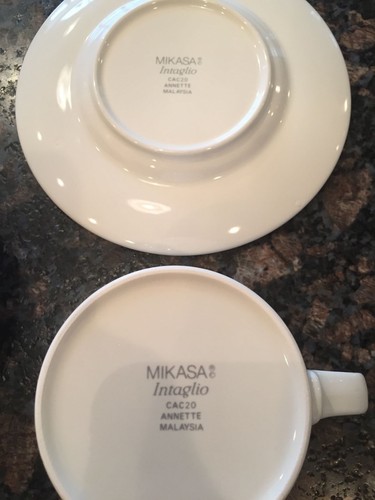 MIKASA®©
Intaglio
CAC20
ANNETTE
MALAYSIA
MIKASA®©
Intaglio
CAC20
ANNETTE
MALAYSIA